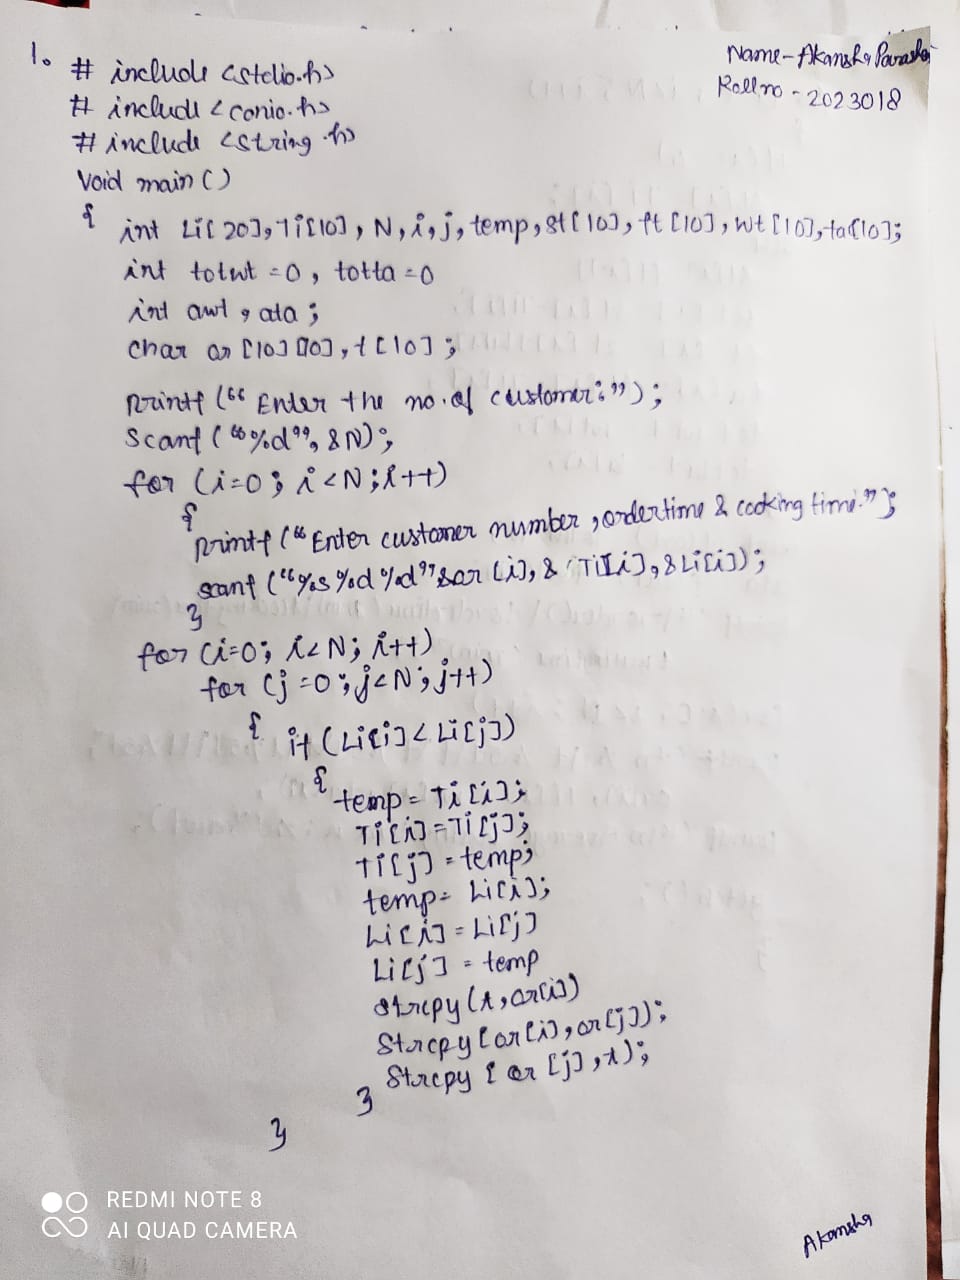 1.
Name - Akansha Parashar
Roll no - 2023018
# include <stdio.h>
# include <conio.h>
# include <string.h>
Void main ()
{
int Li[20], Ti[10], N, i, j, temp, st[10], ft[10], wt[10], ta[10];
int totwt = 0, totta = 0
int awt, ata;
char ar [10][10], t[10];
printf ("Enter the no. of customer:");
Scanf ("%d", &N);
for (i=0; i<N; i++)
{
printf ("Enter customer number, ordertime & cooking time.");
scanf ("%s %d %d" &ar [i], & Ti[i], &Li[i]);
}
for (i=0; i<N; i++)
for (j=0; j<N; j++)
{ if (Li[i] < Li[j])
{ temp = Ti[i];
Ti[i] = Ti[j];
Ti[j] = temp;
temp = Li[i];
Li[i] = Li[j]
Li[j] = temp
strcpy (t, ar[i])
Strcpy [ar[i], ar[j]);
Strcpy [ar [j], t);
}
}
REDMI NOTE 8
AI QUAD CAMERA
Akansha